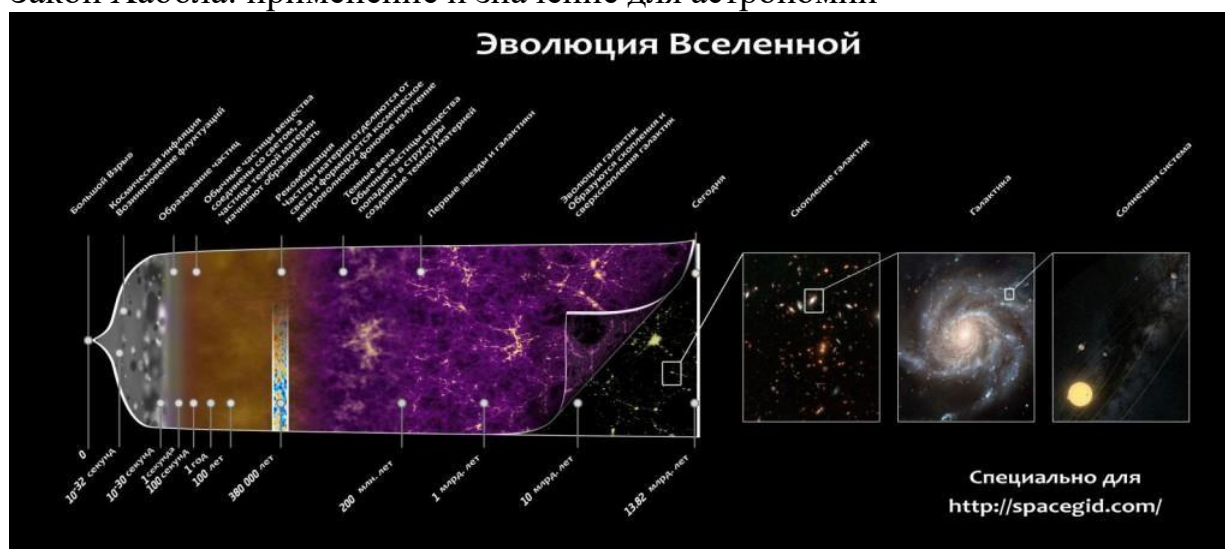 Закон Хаббла: применение и значение для астрономии
Эволюция Вселенной
Большой Взрыв
Космическая инфляция
Возникновение флуктуаций
Образование частиц
Обычные частицы вещества
соединены со светом, а
частицы темной материи
начинают образовывать
Рекомбинация
Частицы материи отделяются от
света и формируется космическое
микроволновое фоновое излучение
Темные века
Обычные частицы вещества
попадают в структуры
созданные темной материей
Первые звезды и галактики
Эволюция галактик
Образуются скопления и
сверхскопления галактик
Сегодня
Скопление галактик
Галактика
Солнечная система
0
10-32 секунд
10-30 секунд
1 секунда
100 секунд
1 год
100 лет
380 000 лет
200 млн. лет
1 млрд. лет
10 млрд. лет
13.82 млрд. лет
Специально для
http://spacegid.com/